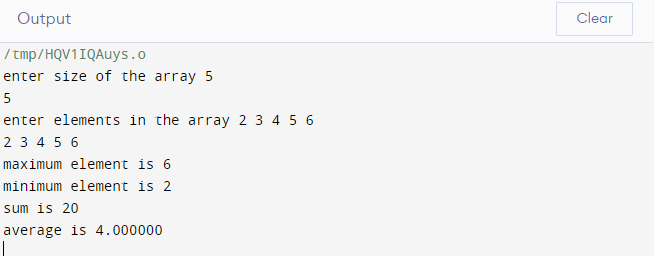 Output
Clear
/tmp/HQV1IQAuys.o
enter size of the array 5
5
enter elements in the array 2 3 4 5 6
2 3 4 5 6
maximum element is 6
minimum element is 2
sum is 20
average is 4.000000